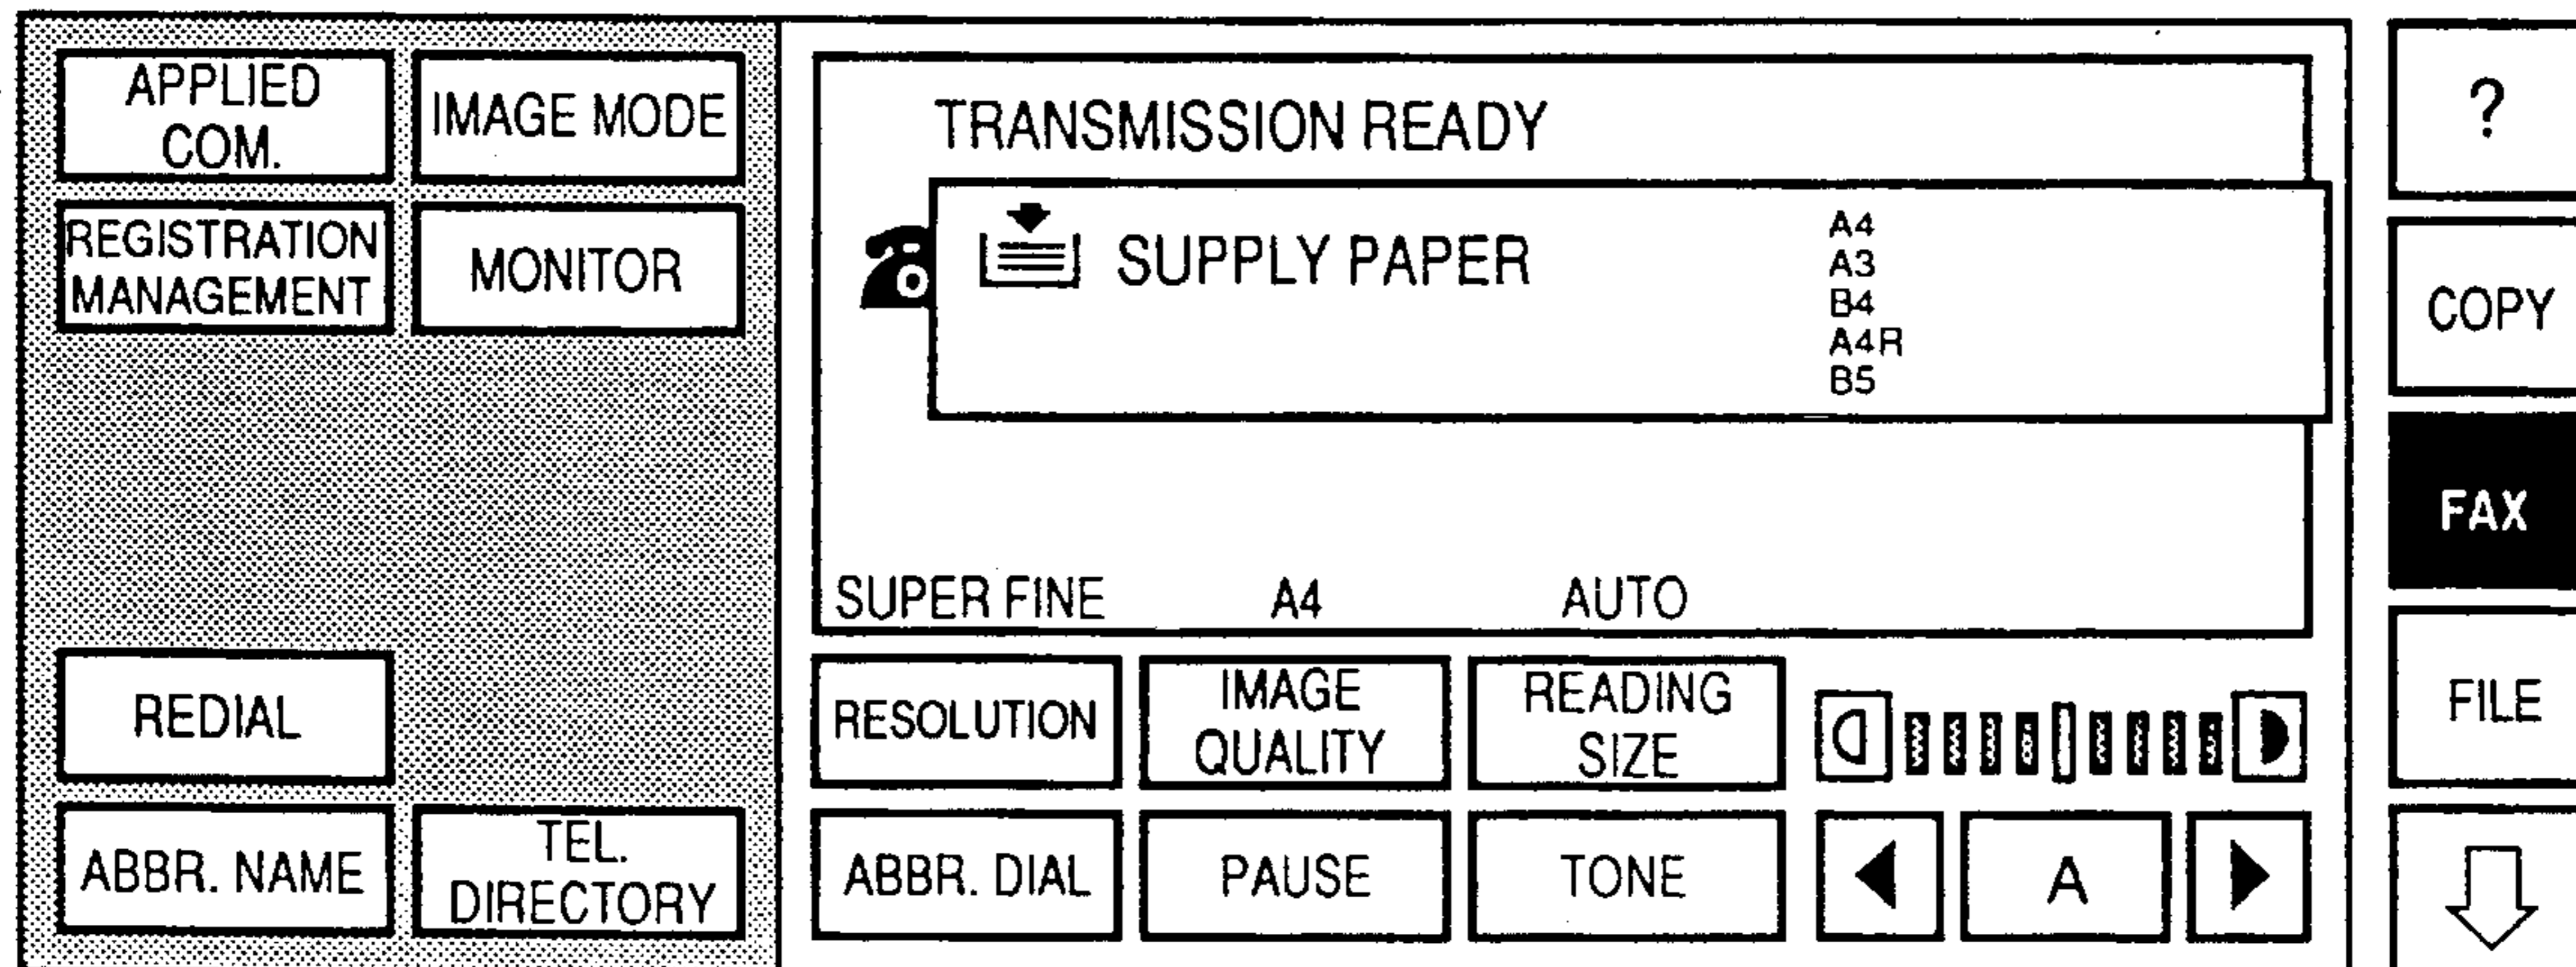 APPLIED
COM.
IMAGE MODE
REGISTRATION
MANAGEMENT
MONITOR
REDIAL
ABBR. NAME
TEL.
DIRECTORY
TRANSMISSION READY
SUPPLY PAPER
A4
A3
B4
A4R
B5
SUPER FINE A4 AUTO
RESOLUTION
IMAGE
QUALITY
READING
SIZE
ABBR. DIAL
PAUSE
TONE
A
?
COPY
FAX
FILE